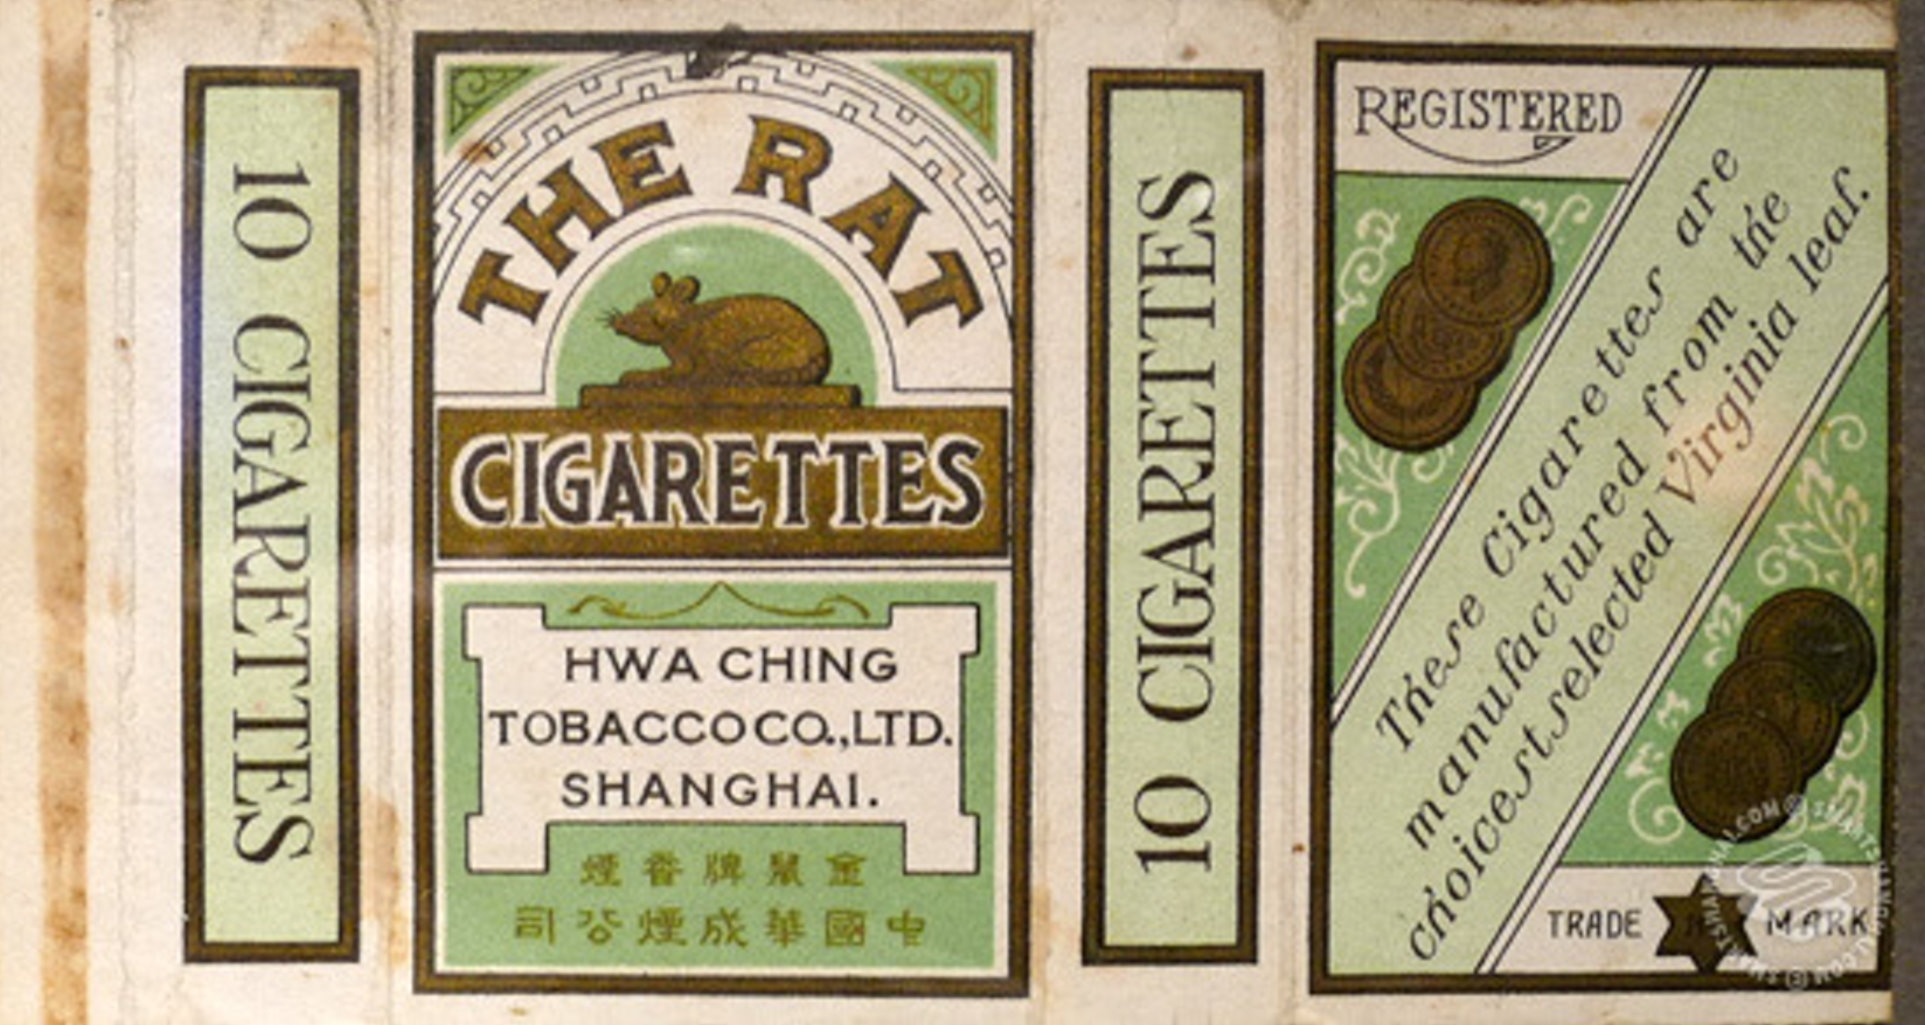 10 CIGARETTES
THE RAT
CIGARETTES
HWA CHING
TOBACCO CO.,LTD.
SHANGHAI.
金鼠牌香煙
中國華成煙公司
10 CIGARETTES
REGISTERED
These Cigarettes are
manufactured from the
choicest selected Virginia leaf.
TRADE MARK
SMARTSHANGHAI.COM